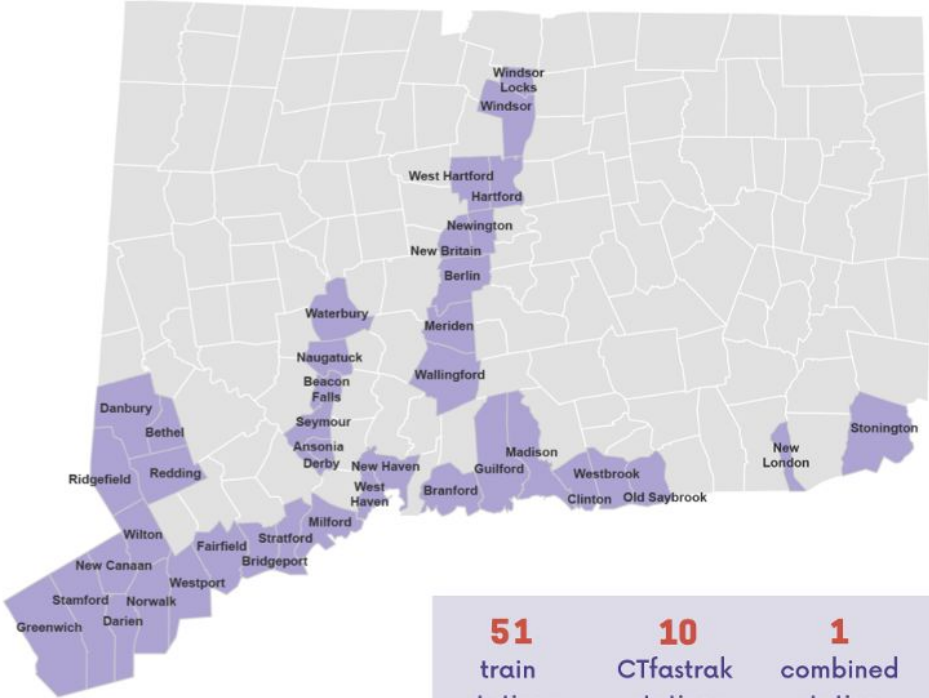 Windsor
Locks
Windsor
West Hartford
Hartford
Newington
New Britain
Berlin
Waterbury
Meriden
Naugatuck
Wallingford
Beacon
Falls
Danbury
Seymour
Bethel
Stonington
Ansonia
Madison
New
London
Derby
New Haven
Guilford
Ridgefield
Redding
Westbrook
West
Haven
Branford
Clinton
Old Saybrook
Milford
Wilton
Stratford
Fairfield
Bridgeport
New Canaan
Westport
Stamford
Norwalk
Greenwich
Darien
51
train
10
CTfastrak
1
combined